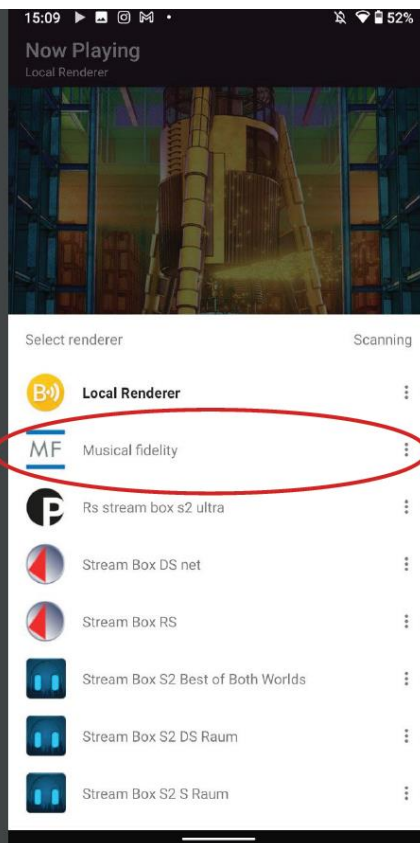 15:09
52%
Now Playing
Local Renderer
Select renderer
Scanning
B
Local Renderer
MF
Musical fidelity
P
Rs stream box s2 ultra
Stream Box DS net
Stream Box RS
Stream Box S2 Best of Both Worlds
Stream Box S2 DS Raum
Stream Box S2 S Raum